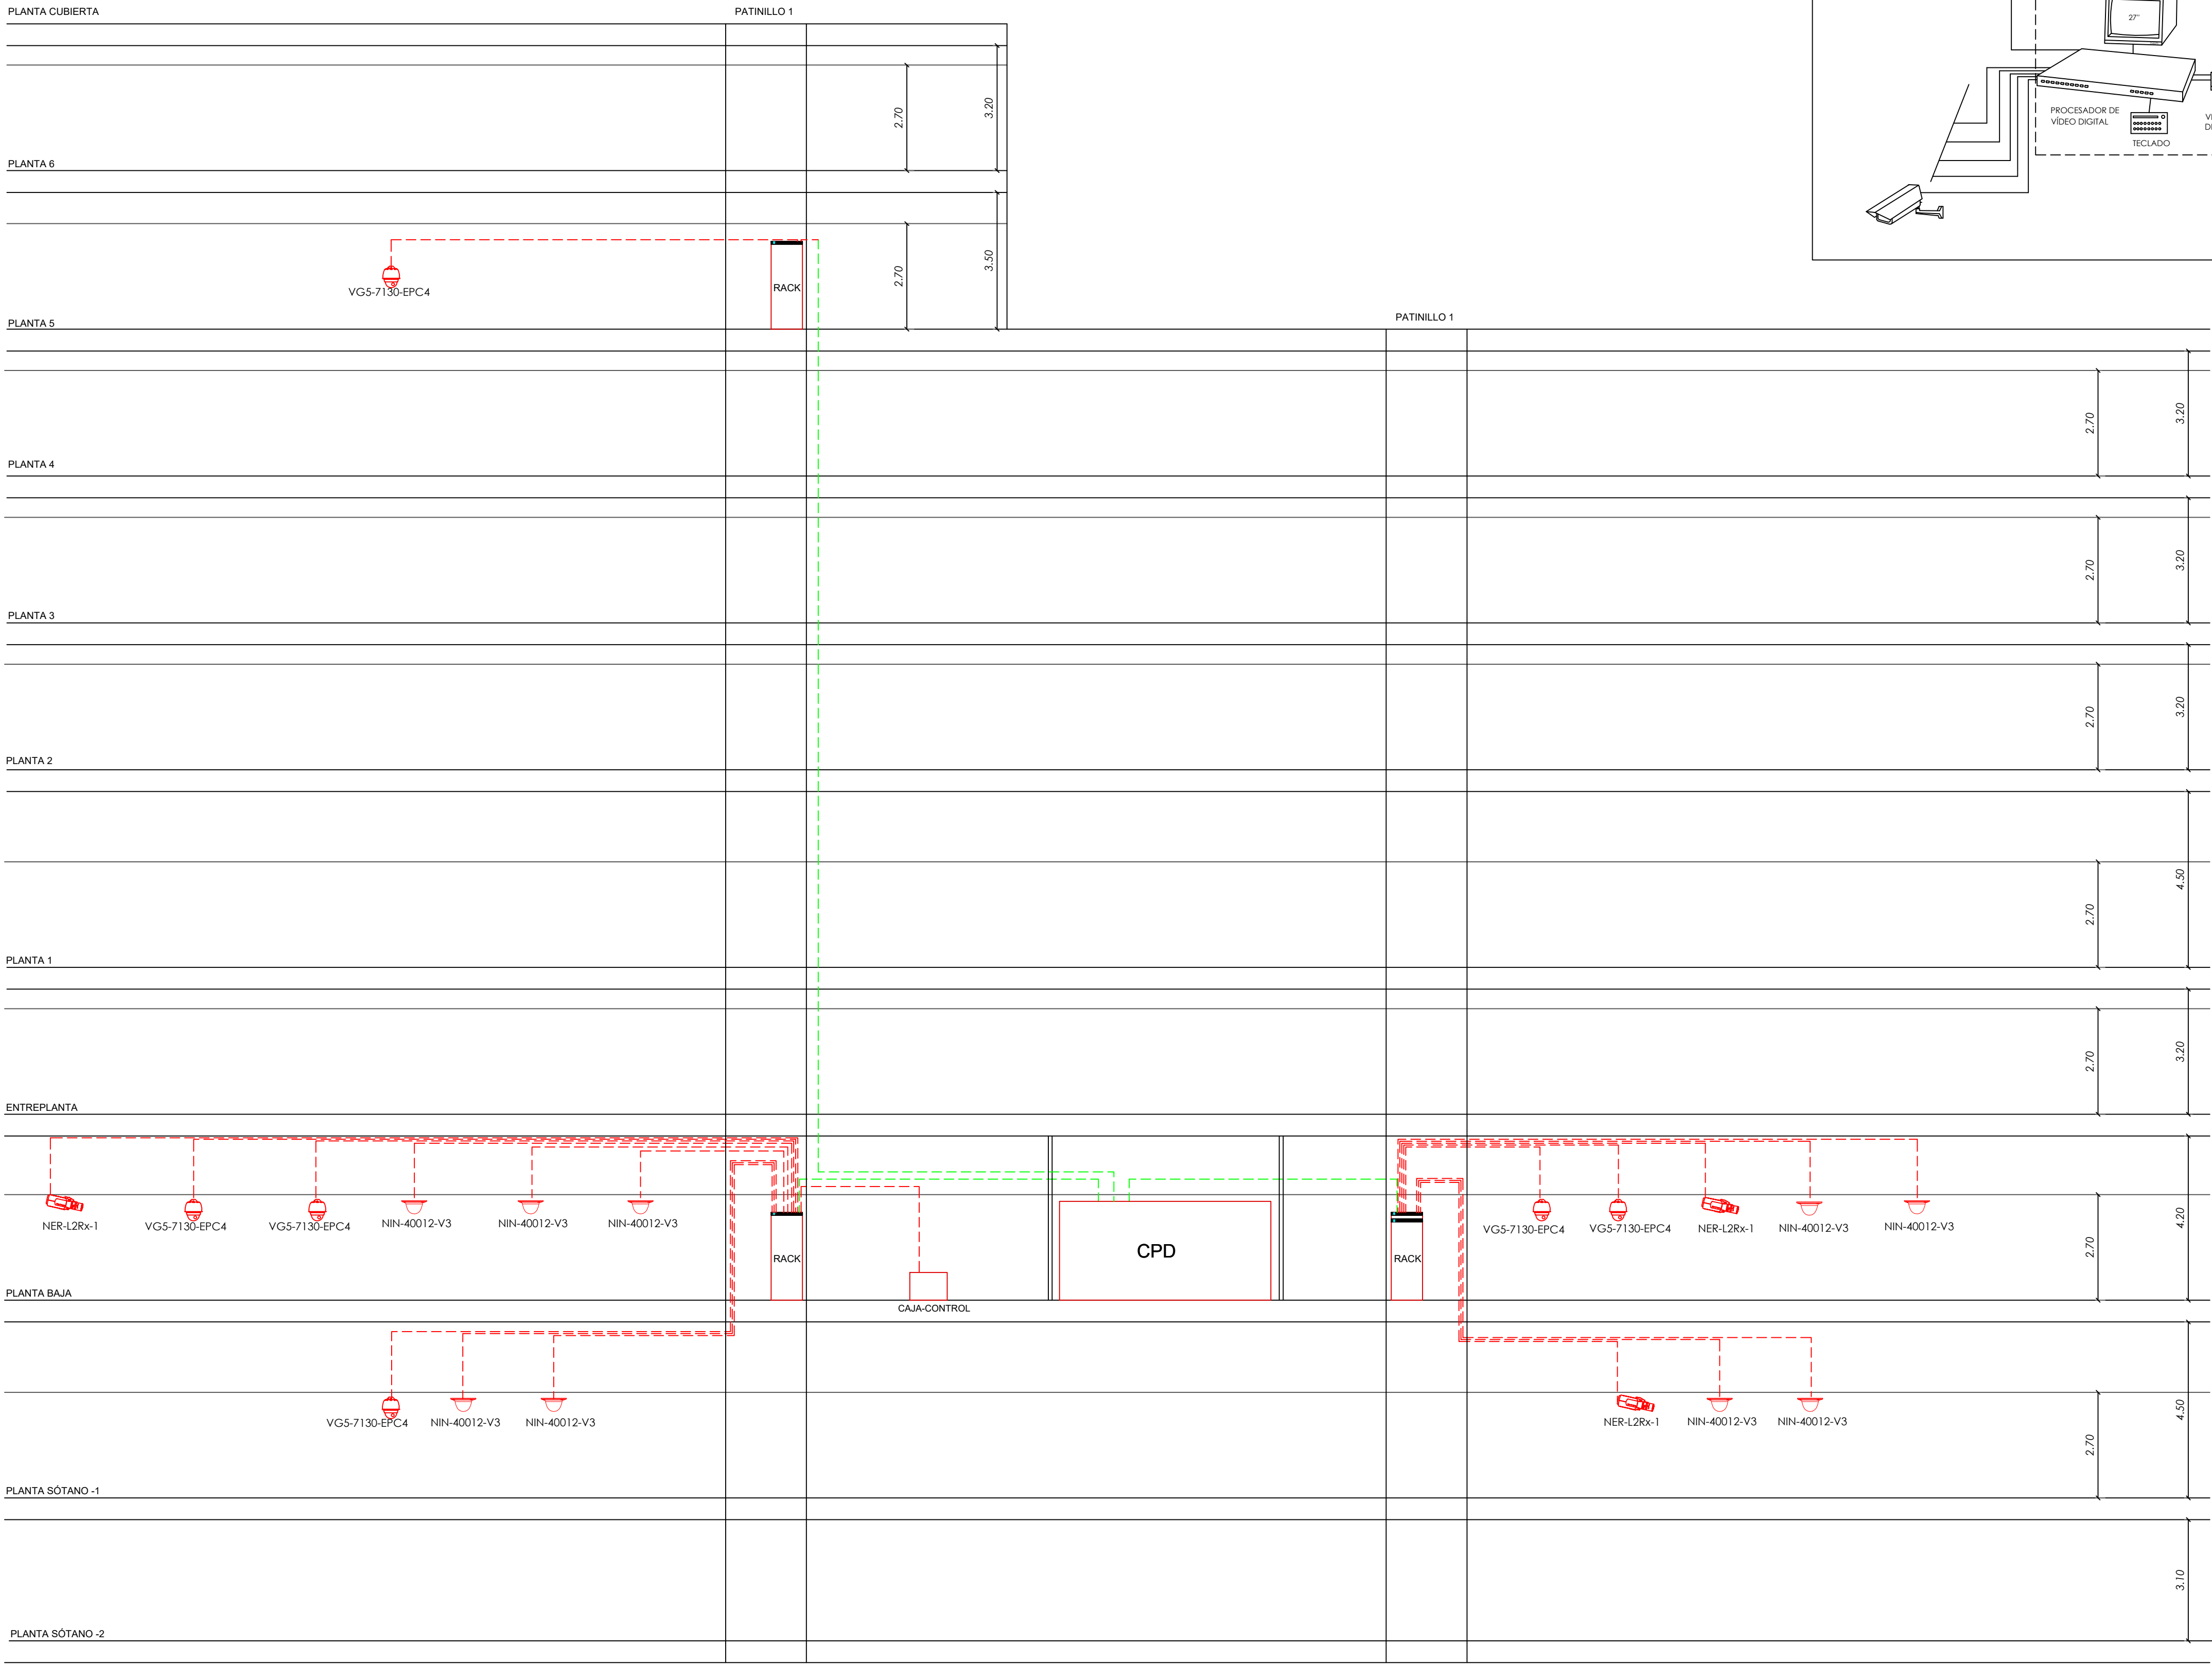 PLANTA CUBIERTA
PATINILLO 1
27"
PROCESADOR DE
VÍDEO DIGITAL
TECLADO
2.70
3.20
PLANTA 6
2.70
3.50
VG5-7130-EPC4
RACK
PLANTA 5
PATINILLO 1
2.70
3.20
PLANTA 4
2.70
3.20
PLANTA 3
2.70
3.20
PLANTA 2
2.70
4.50
PLANTA 1
2.70
3.20
ENTREPLANTA
NER-L2Rx-1
VG5-7130-EPC4
VG5-7130-EPC4
NIN-40012-V3
NIN-40012-V3
NIN-40012-V3
RACK
CAJA-CONTROL
CPD
RACK
VG5-7130-EPC4
VG5-7130-EPC4
NER-L2Rx-1
NIN-40012-V3
NIN-40012-V3
2.70
4.20
PLANTA BAJA
VG5-7130-EPC4
NIN-40012-V3
NIN-40012-V3
NER-L2Rx-1
NIN-40012-V3
NIN-40012-V3
2.70
4.50
PLANTA SÓTANO -1
3.10
PLANTA SÓTANO -2